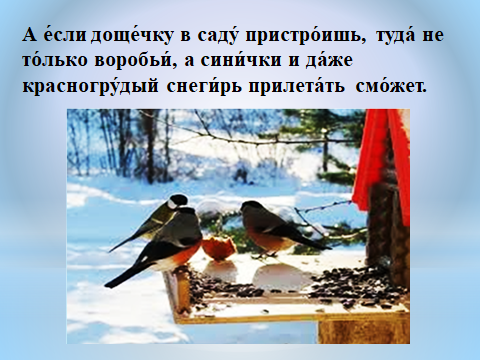 А е́сли доще́чку в саду́ пристро́ишь, туда́ не
то́лько воробьи́, а сини́чки и да́же
красногру́дый снеги́рь прилета́ть смо́жет.